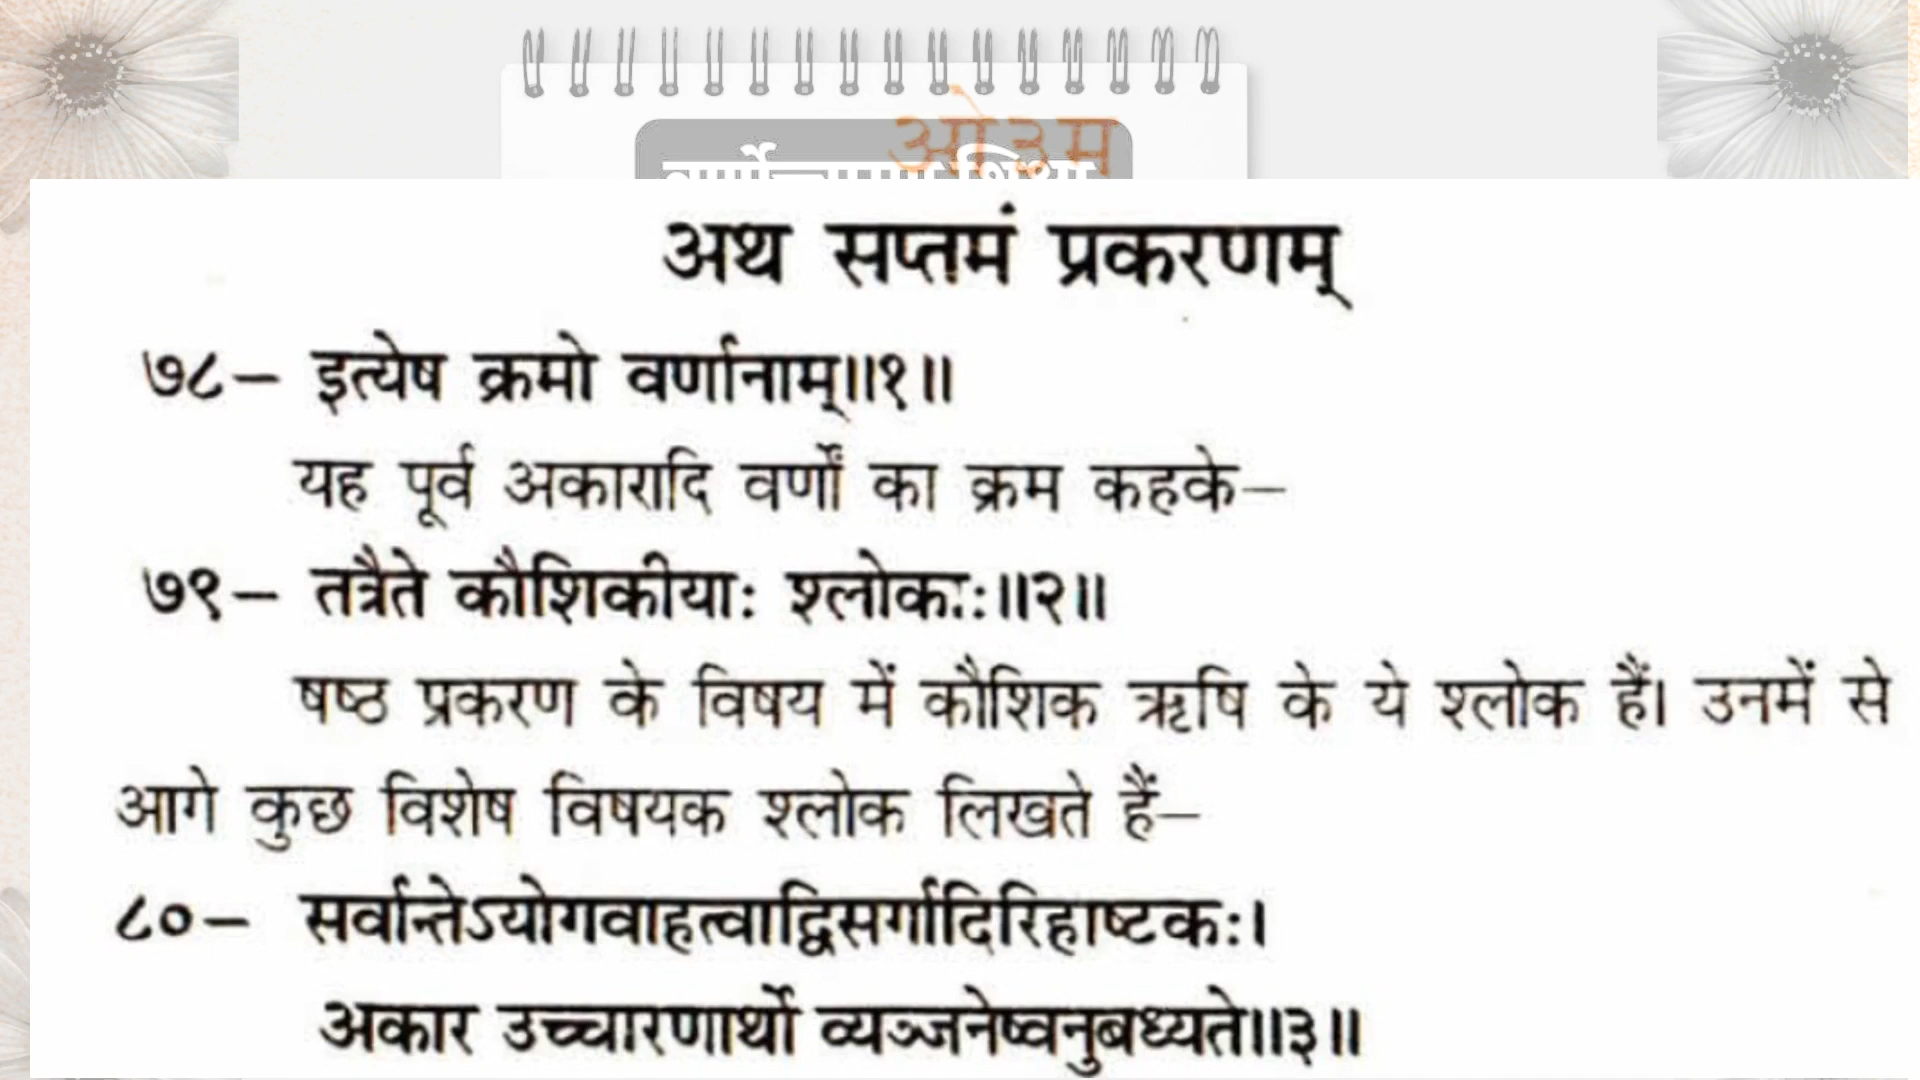 ओ३म
अथ सप्तमं प्रकरणम्
७८– इत्येष क्रमो वर्णानाम्॥१॥
यह पूर्व अकारादि वर्णों का क्रम कहके–
७९– तत्रैते कौशिकीयाः श्लोकाः॥२॥
षष्ठ प्रकरण के विषय में कौशिक ऋषि के ये श्लोक हैं। उनमें से
आगे कुछ विशेष विषयक श्लोक लिखते हैं–
८०– सर्वान्तेऽयोगवाहत्वाद्विसर्गादिरिहाष्टकः।
अकार उच्चारणार्थो व्यञ्जनेष्वनुबध्यते॥३॥